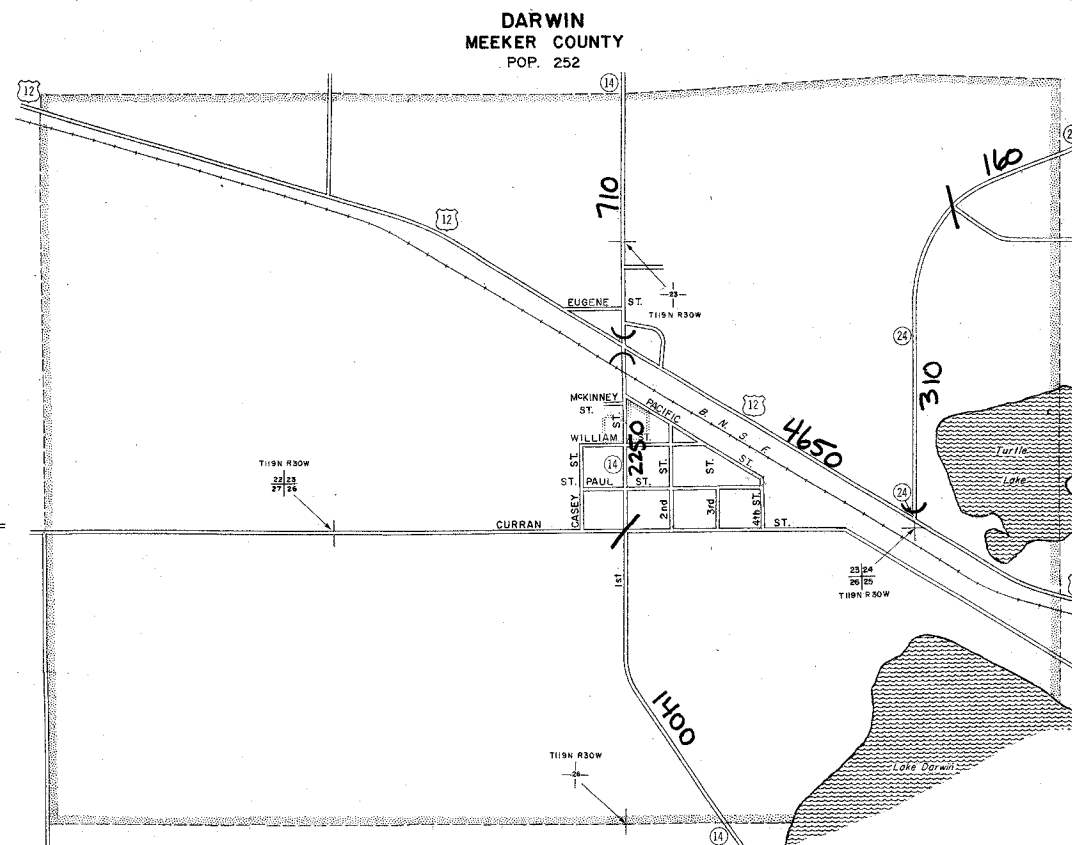 DARWIN
MEEKER COUNTY
POP. 252
12
14
160
710
12
23
T119N R30W
EUGENE ST.
24
310
McKINNEY ST.
PACIFIC ST.
B. N. S. F.
12
4650
WILLIAM ST.
ST.
14
2250
Turtle Lake
T119N R30W
22 23
27 26
ST. PAUL ST.
CASEY ST.
2nd ST.
3rd ST.
4th ST.
24
CURRAN ST.
23 24
26 25
T119N R30W
1st
1400
T119N R30W
26
Lake Darwin
14